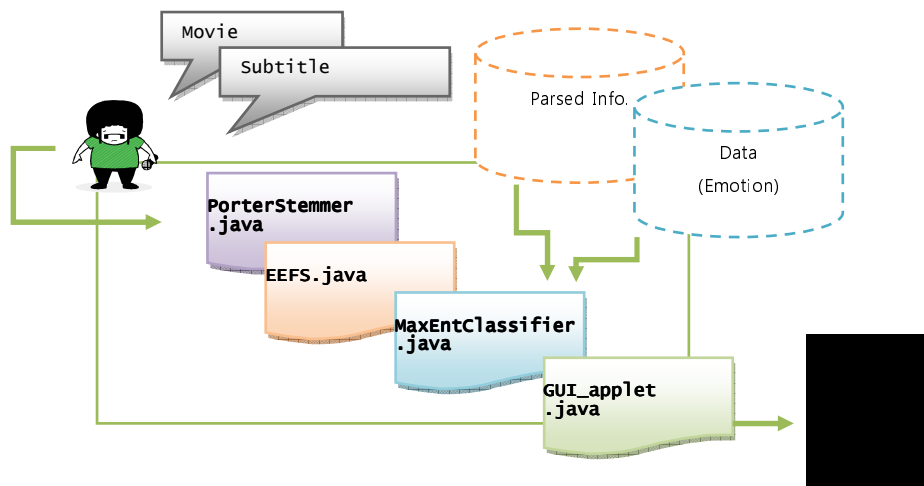 Movie
Subtitle
Parsed Info.
Data
(Emotion)
PorterStemmer
.java
EEFS.java
MaxEntClassifier
.java
GUI_applet
.java